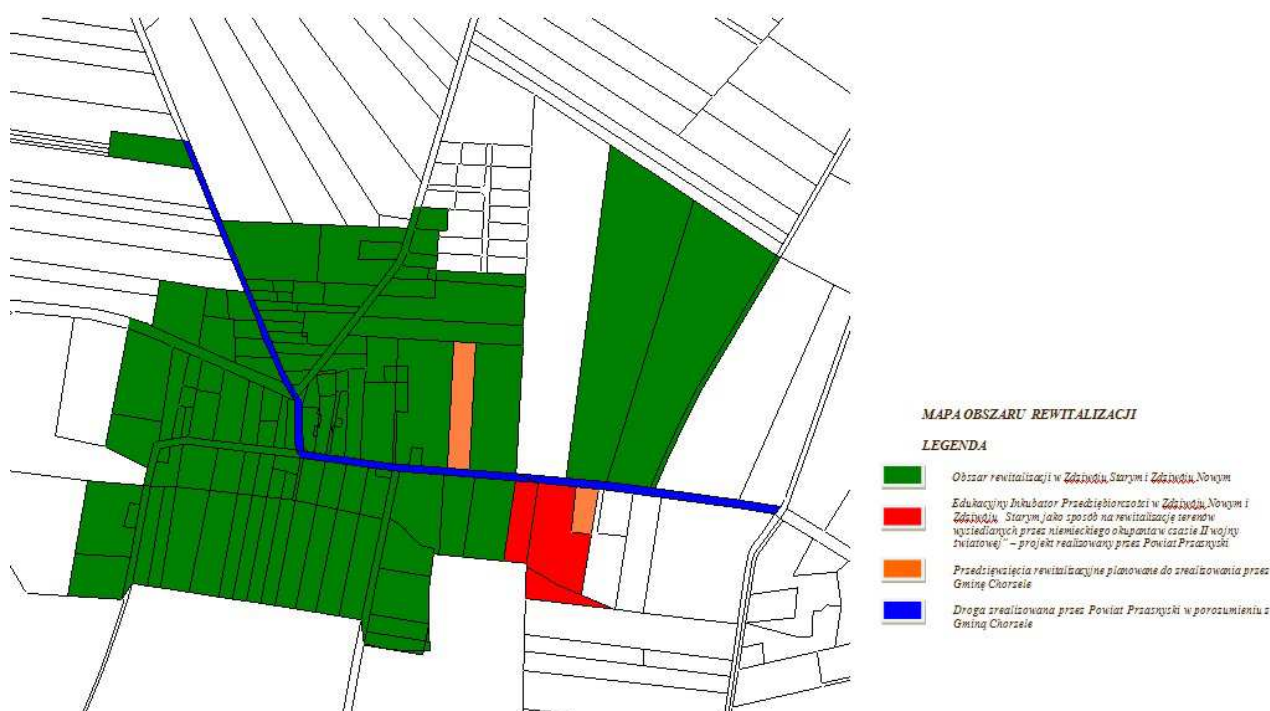 MAPA OBSZARU REWITALIZACJI
LEGENDA
Obszar rewitalizacji w Zdziwóju Starym i Zdziwóju Nowym
Edukacyjny Inkubator Przedsiębiorczości w Zdziwóju Nowym i
Zdziwóju Starym jako sposób na rewitalizację terenów
wysiedlanych przez niemieckiego okupanta w czasie II wojny
światowej” – projekt realizowany przez Powiat Przasnyski
Przedsięwzięcia rewitalizacyjne planowane do zrealizowania przez
Gminę Chorzele
Droga zrealizowana przez Powiat Przasnyski w porozumieniu z
Gminą Chorzele